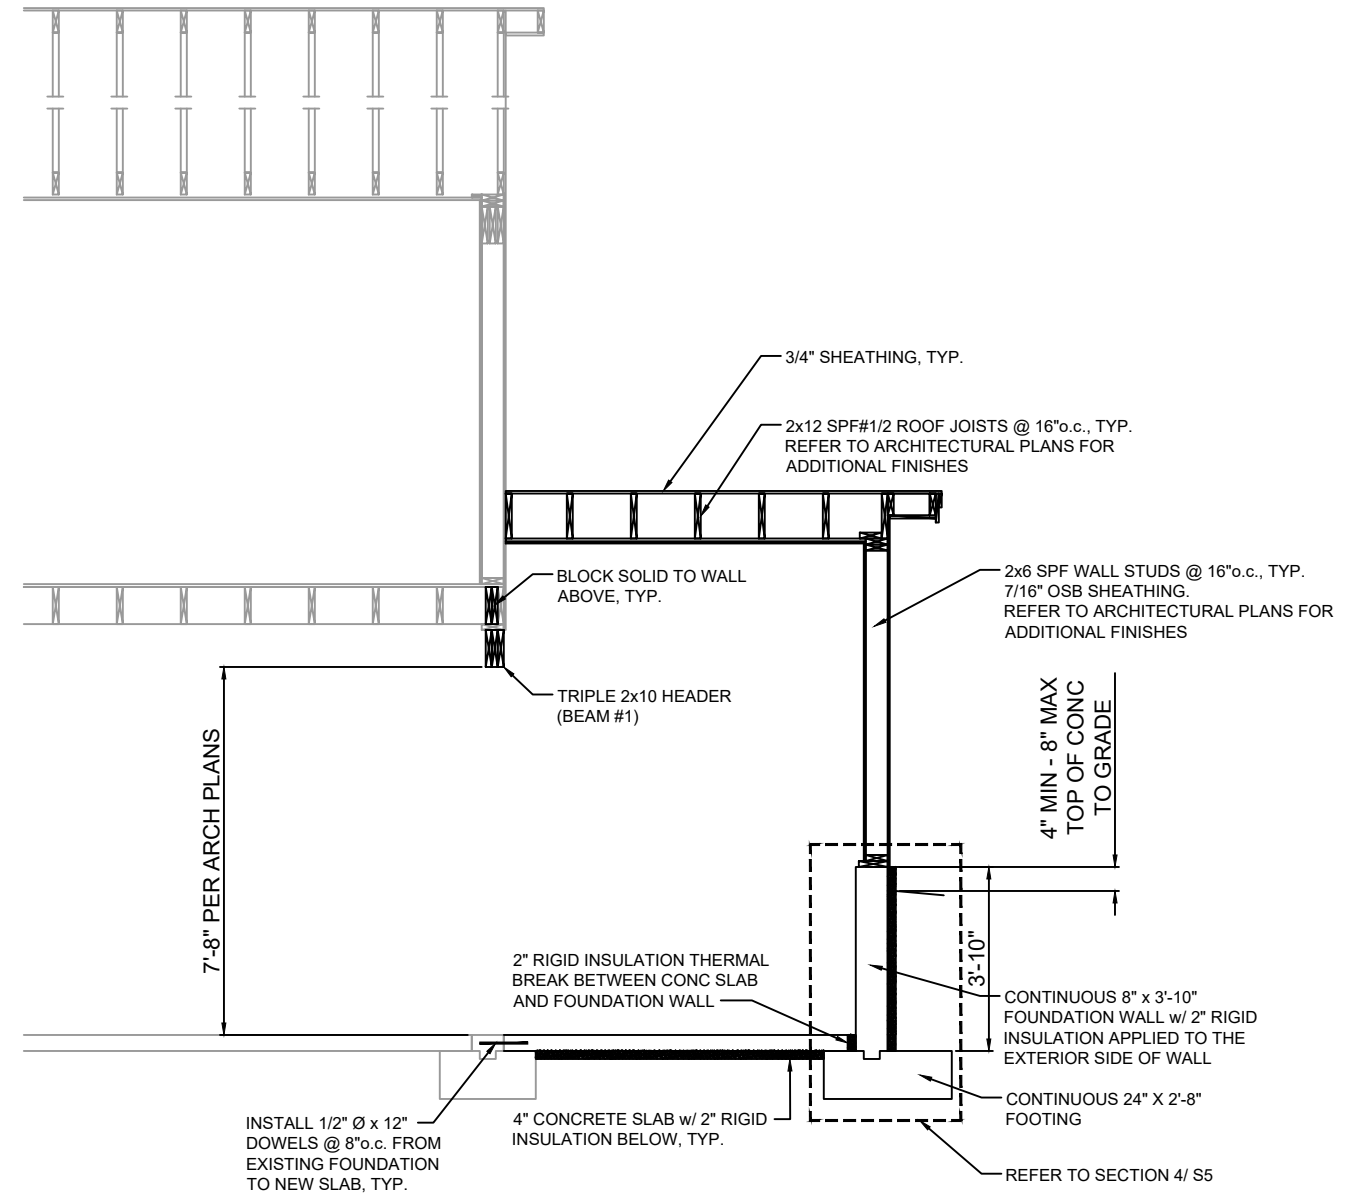 3/4" SHEATHING, TYP.
2x12 SPF#1/2 ROOF JOISTS @ 16"o.c., TYP.
REFER TO ARCHITECTURAL PLANS FOR
ADDITIONAL FINISHES
BLOCK SOLID TO WALL
ABOVE, TYP.
2x6 SPF WALL STUDS @ 16"o.c., TYP.
7/16" OSB SHEATHING.
REFER TO ARCHITECTURAL PLANS FOR
ADDITIONAL FINISHES
TRIPLE 2x10 HEADER
(BEAM #1)
4" MIN - 8" MAX
TOP OF CONC
TO GRADE
7'-8" PER ARCH PLANS
2" RIGID INSULATION THERMAL
BREAK BETWEEN CONC SLAB
AND FOUNDATION WALL
3'-10"
CONTINUOUS 8" x 3'-10"
FOUNDATION WALL w/ 2" RIGID
INSULATION APPLIED TO THE
EXTERIOR SIDE OF WALL
CONTINUOUS 24" X 2'-8"
FOOTING
INSTALL 1/2" Ø x 12"
DOWELS @ 8"o.c. FROM
EXISTING FOUNDATION
TO NEW SLAB, TYP.
4" CONCRETE SLAB w/ 2" RIGID
INSULATION BELOW, TYP.
REFER TO SECTION 4/ S5